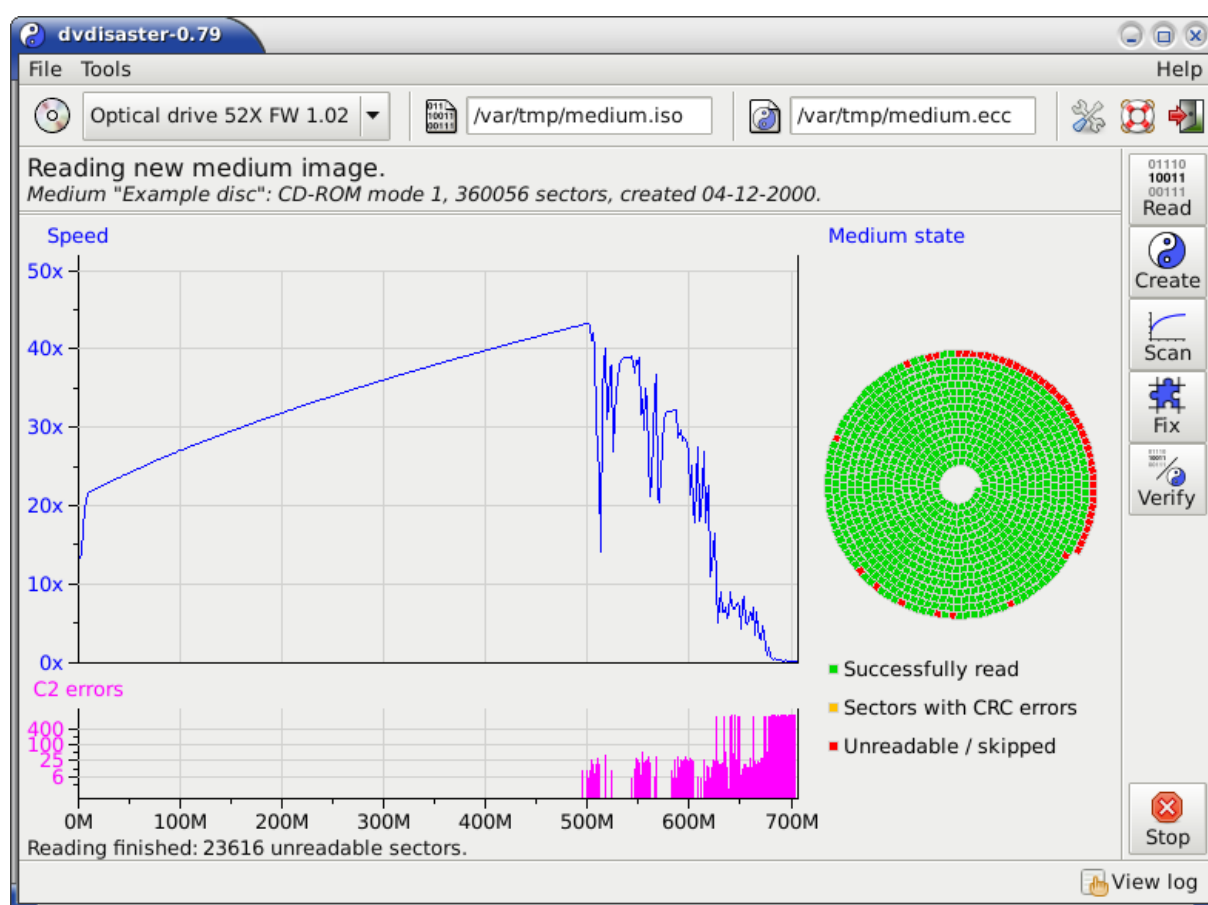 dvdisaster-0.79
File Tools Help
Optical drive 52X FW 1.02 /var/tmp/medium.iso /var/tmp/medium.ecc
Reading new medium image.
Medium "Example disc": CD-ROM mode 1, 360056 sectors, created 04-12-2000.
Speed
50x
40x
30x
20x
10x
0x
C2 errors
400
100
25
6
0M 100M 200M 300M 400M 500M 600M 700M
Medium state
Successfully read
Sectors with CRC errors
Unreadable / skipped
Reading finished: 23616 unreadable sectors.
01110
10011
00111
Read
Create
Scan
Fix
Verify
Stop
View log